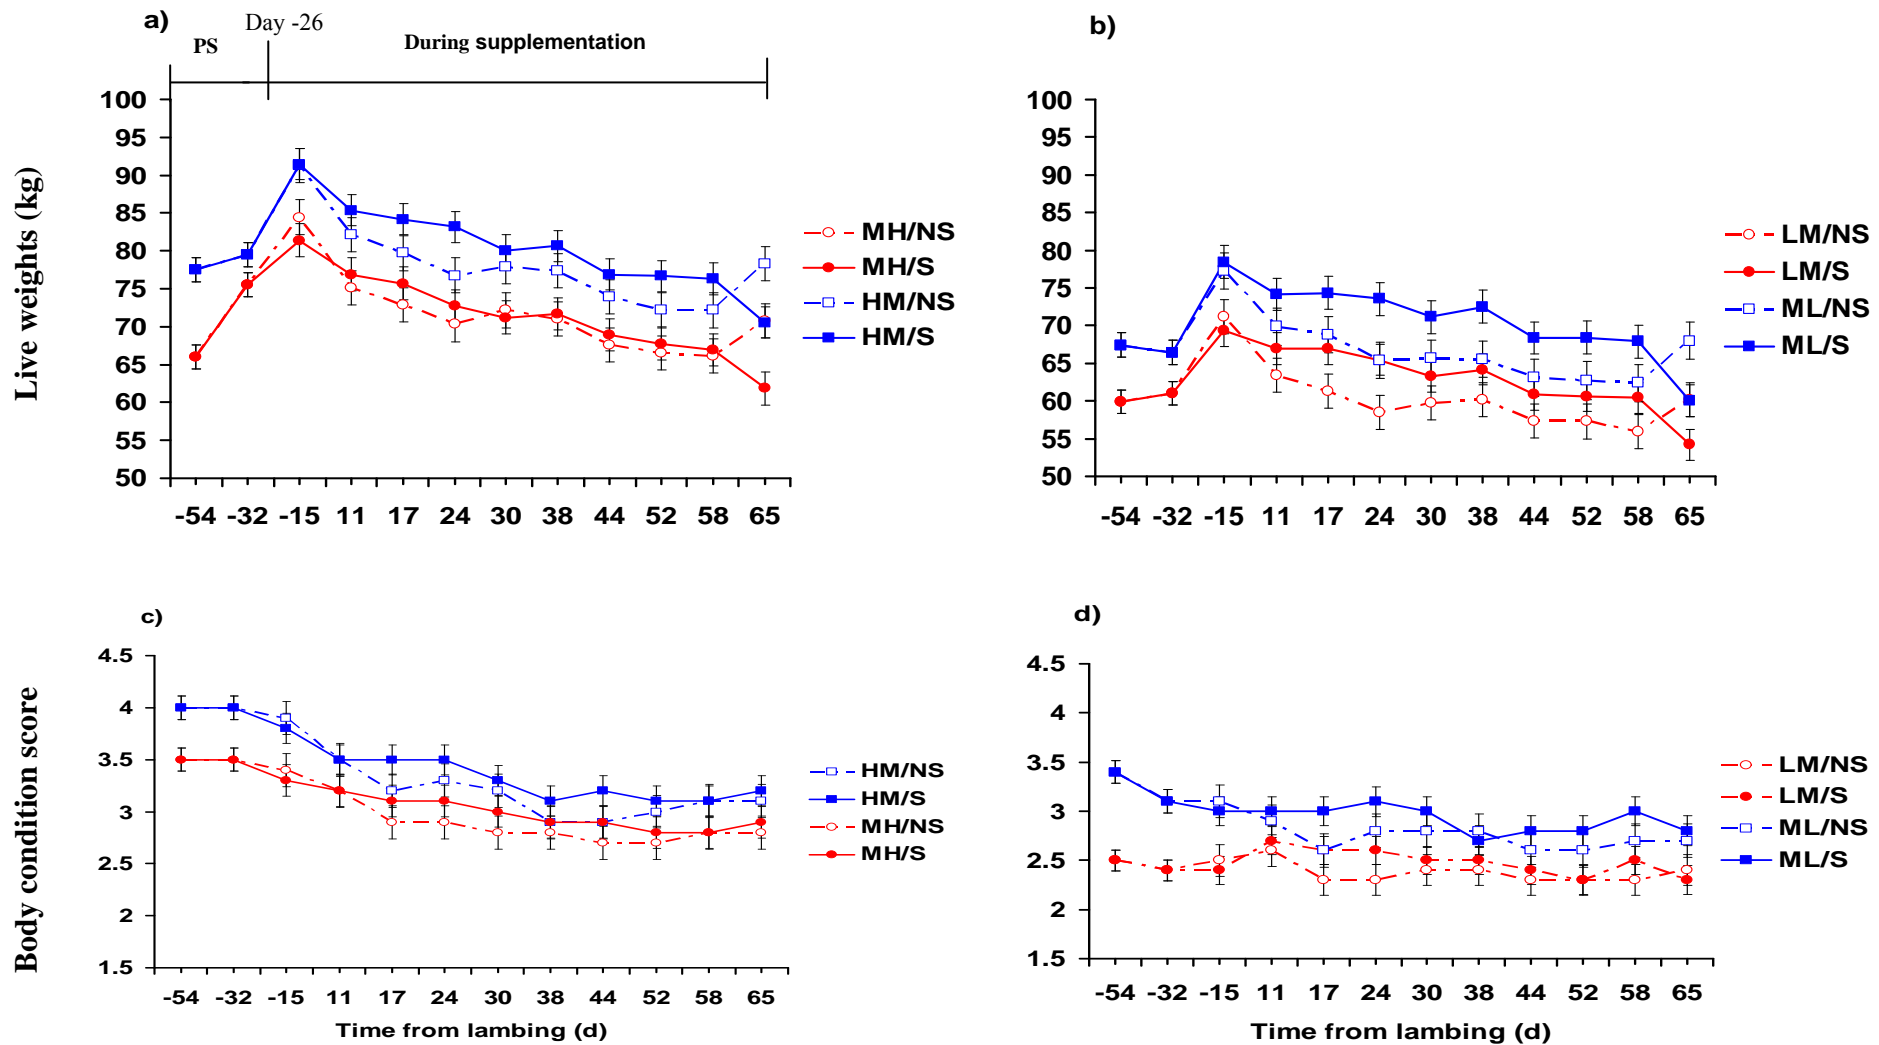 a)
Day -26
PS
During supplementation
Live weights (kg)
100
95
90
85
80
75
70
65
60
55
50
-54 -32 -15 11 17 24 30 38 44 52 58 65
MH/NS
MH/S
HM/NS
HM/S
b)
100
95
90
85
80
75
70
65
60
55
50
-54 -32 -15 11 17 24 30 38 44 52 58 65
LM/NS
LM/S
ML/NS
ML/S
c)
Body condition score
4.5
4
3.5
3
2.5
2
1.5
-54 -32 -15 11 17 24 30 38 44 52 58 65
Time from lambing (d)
HM/NS
HM/S
MH/NS
MH/S
d)
4.5
4
3.5
3
2.5
2
1.5
-54 -32 -15 11 17 24 30 38 44 52 58 65
Time from lambing (d)
LM/NS
LM/S
ML/NS
ML/S